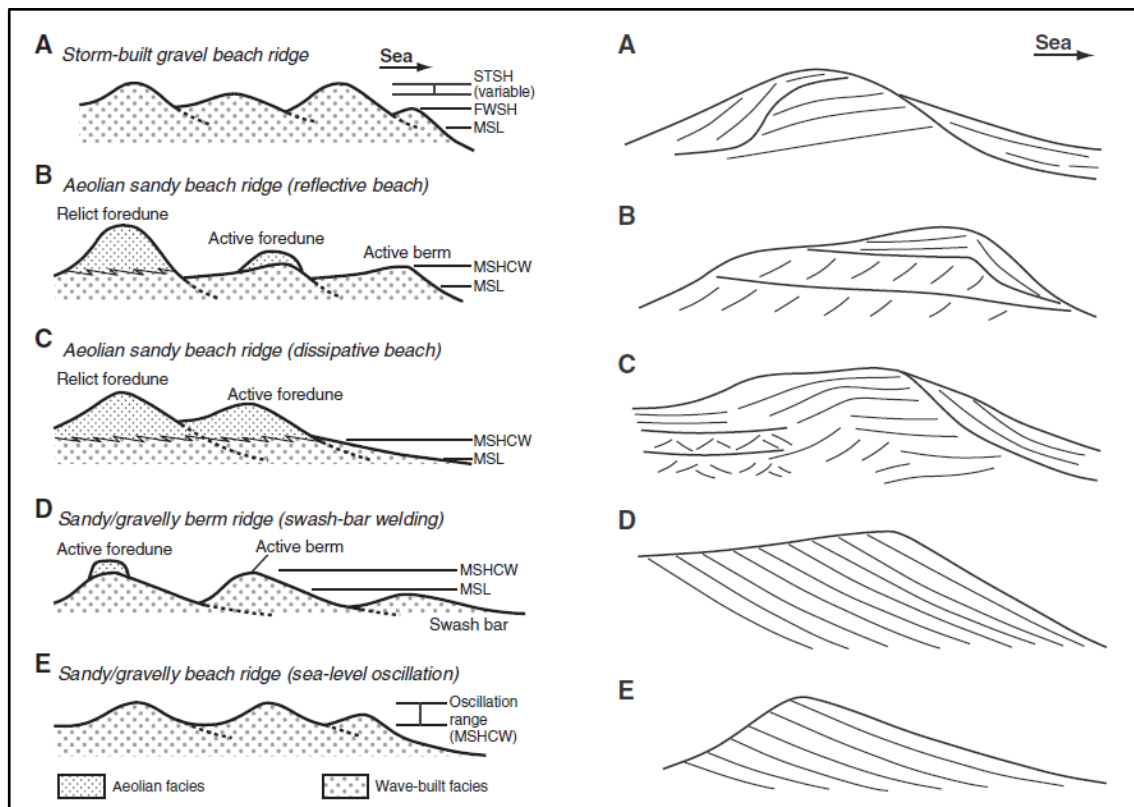 A Storm-built gravel beach ridge
Sea
STSH
(variable)
FWSH
MSL
B Aeolian sandy beach ridge (reflective beach)
Relict foredune
Active foredune
Active berm
MSHCW
MSL
C Aeolian sandy beach ridge (dissipative beach)
Relict foredune
Active foredune
MSHCW
MSL
D Sandy/gravelly berm ridge (swash-bar welding)
Active foredune
Active berm
MSHCW
MSL
Swash bar
E Sandy/gravelly beach ridge (sea-level oscillation)
Oscillation
range
(MSHCW)
Aeolian facies
Wave-built facies
A
Sea
B
C
D
E